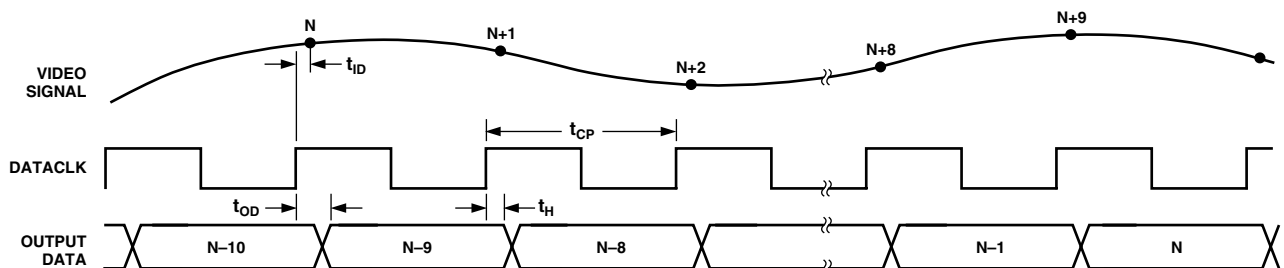 N
N+1
N+2
N+8
N+9
t_ID
VIDEO
SIGNAL
t_CP
DATACLK
t_OD
t_H
OUTPUT
DATA
N–10
N–9
N–8
N–1
N